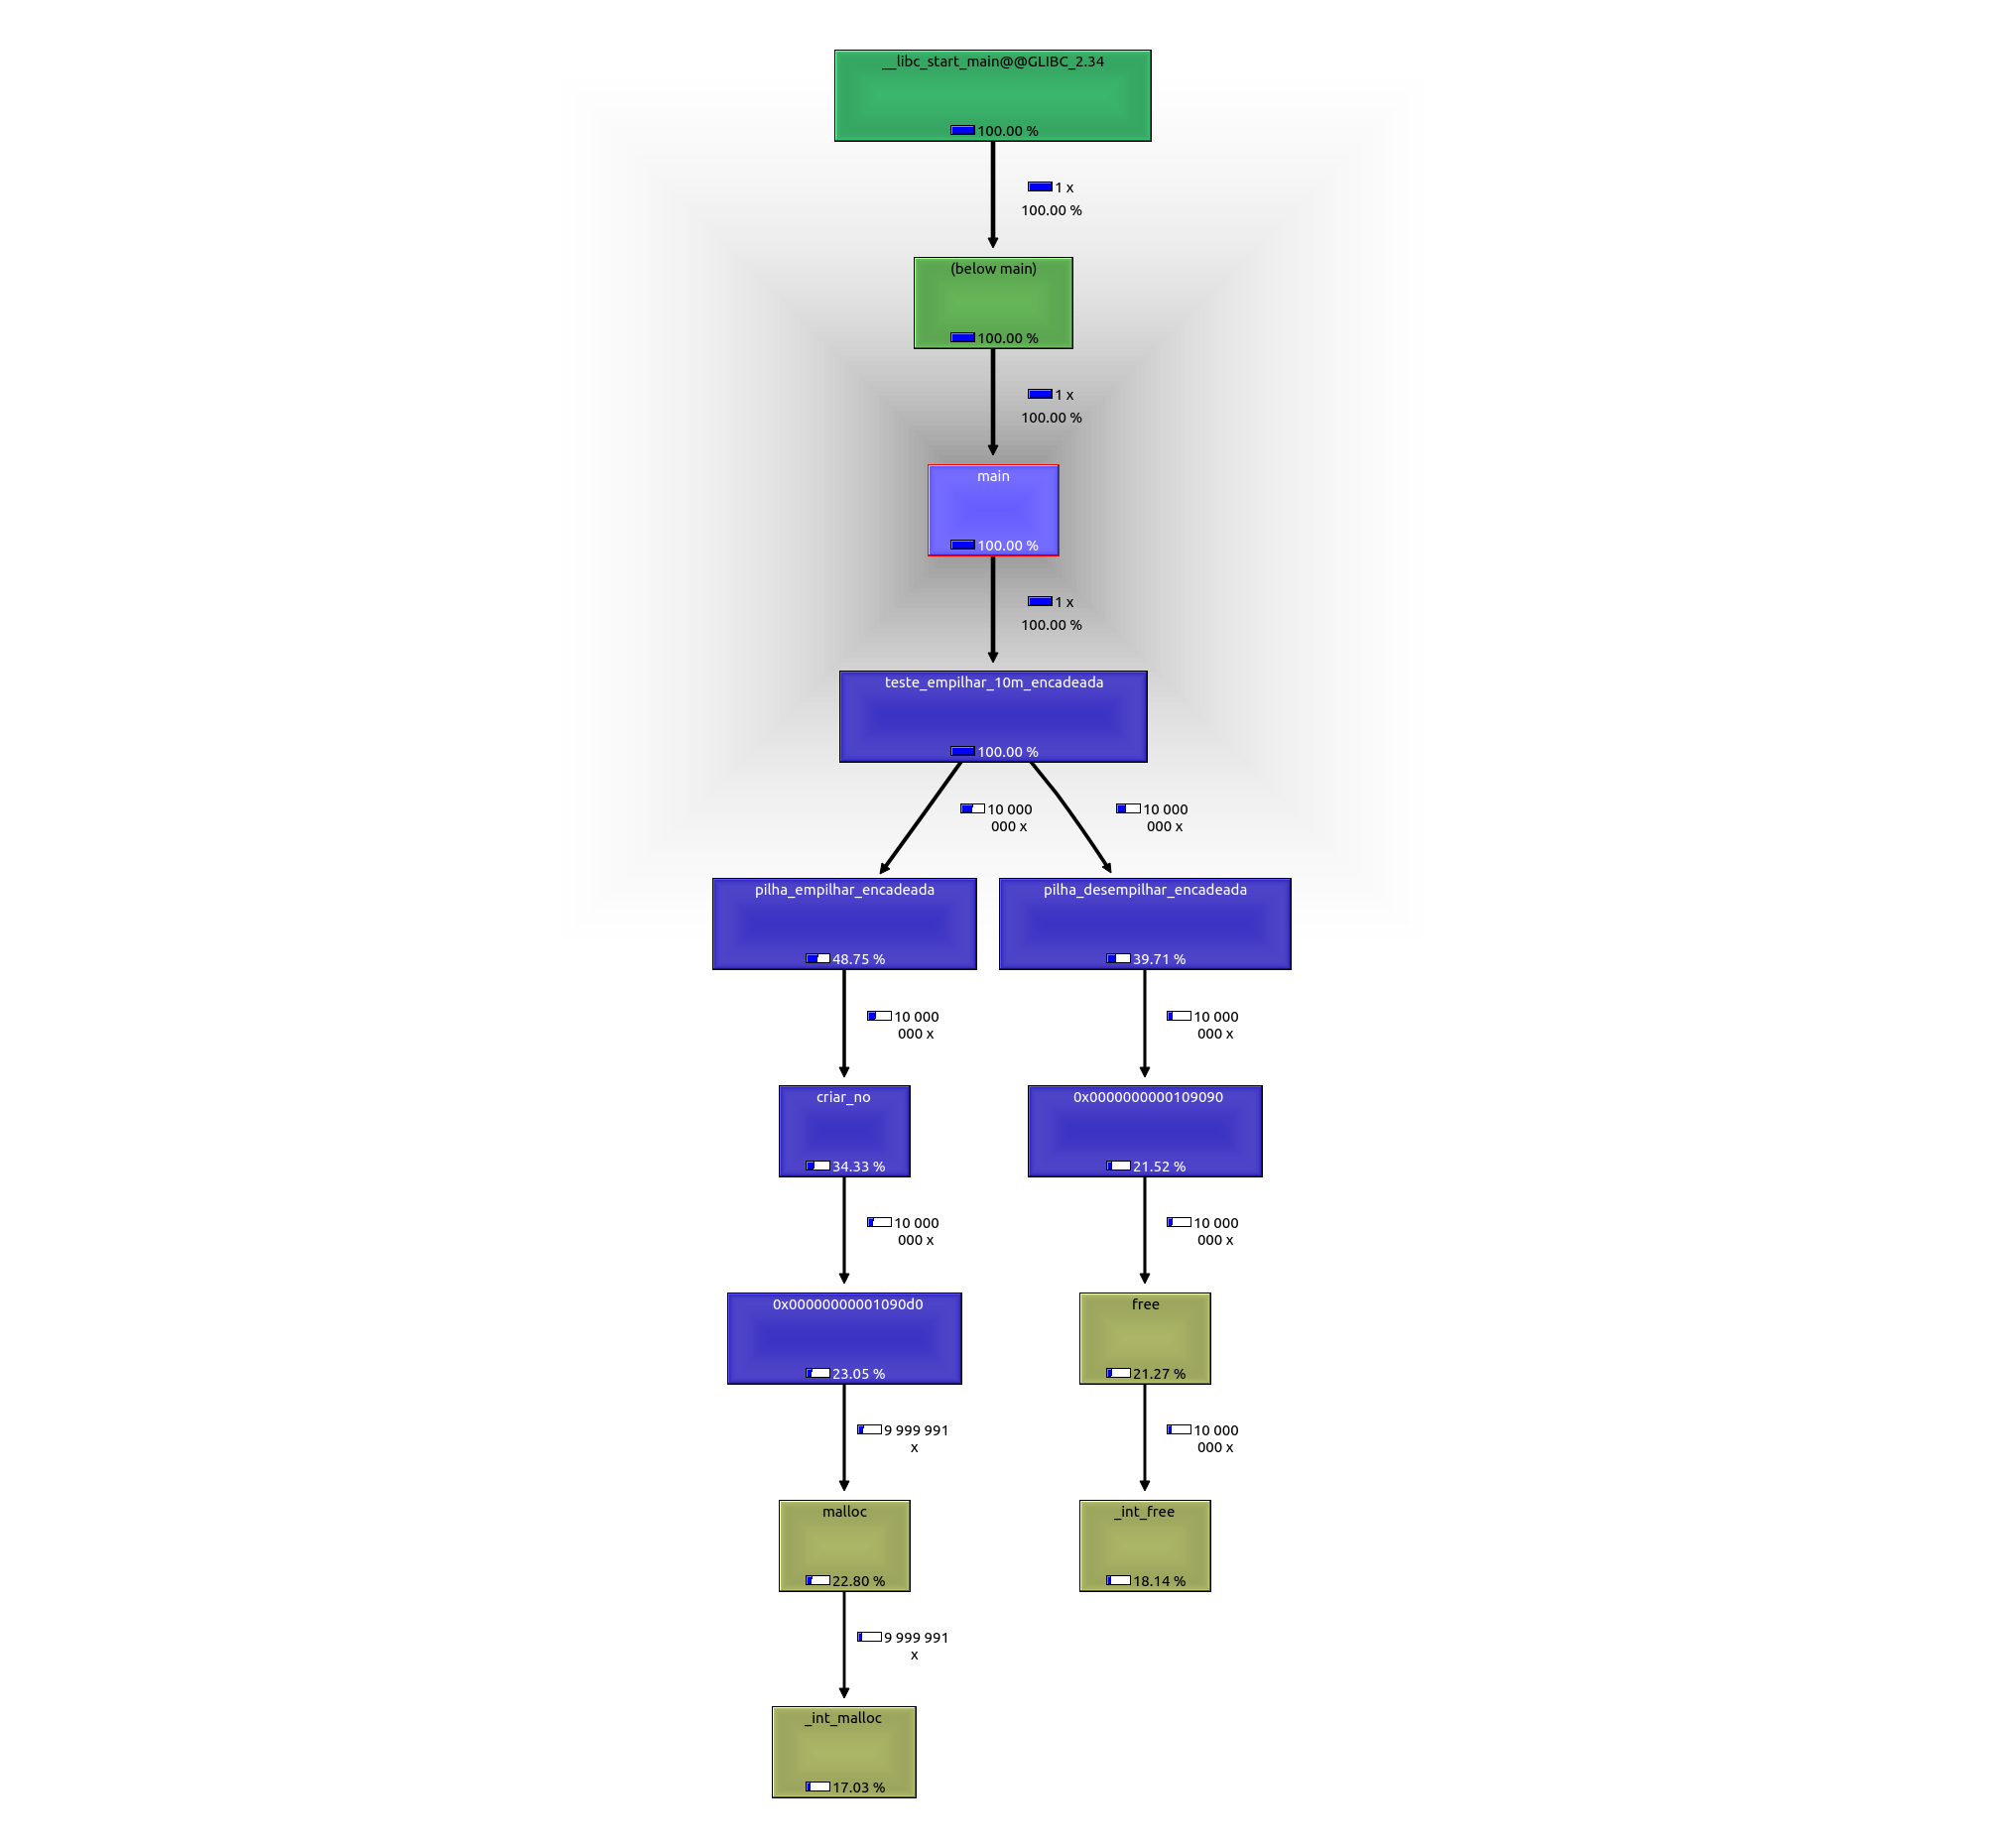 __libc_start_main@@GLIBC_2.34
100.00 %
1 x
100.00 %
(below main)
100.00 %
1 x
100.00 %
main
100.00 %
1 x
100.00 %
teste_empilhar_10m_encadeada
100.00 %
10 000
000 x
10 000
000 x
pilha_empilhar_encadeada
48.75 %
pilha_desempilhar_encadeada
39.71 %
10 000
000 x
10 000
000 x
criar_no
34.33 %
0x0000000000109090
21.52 %
10 000
000 x
10 000
000 x
0x00000000001090d0
23.05 %
free
21.27 %
9 999 991
x
10 000
000 x
malloc
22.80 %
_int_free
18.14 %
9 999 991
x
_int_malloc
17.03 %